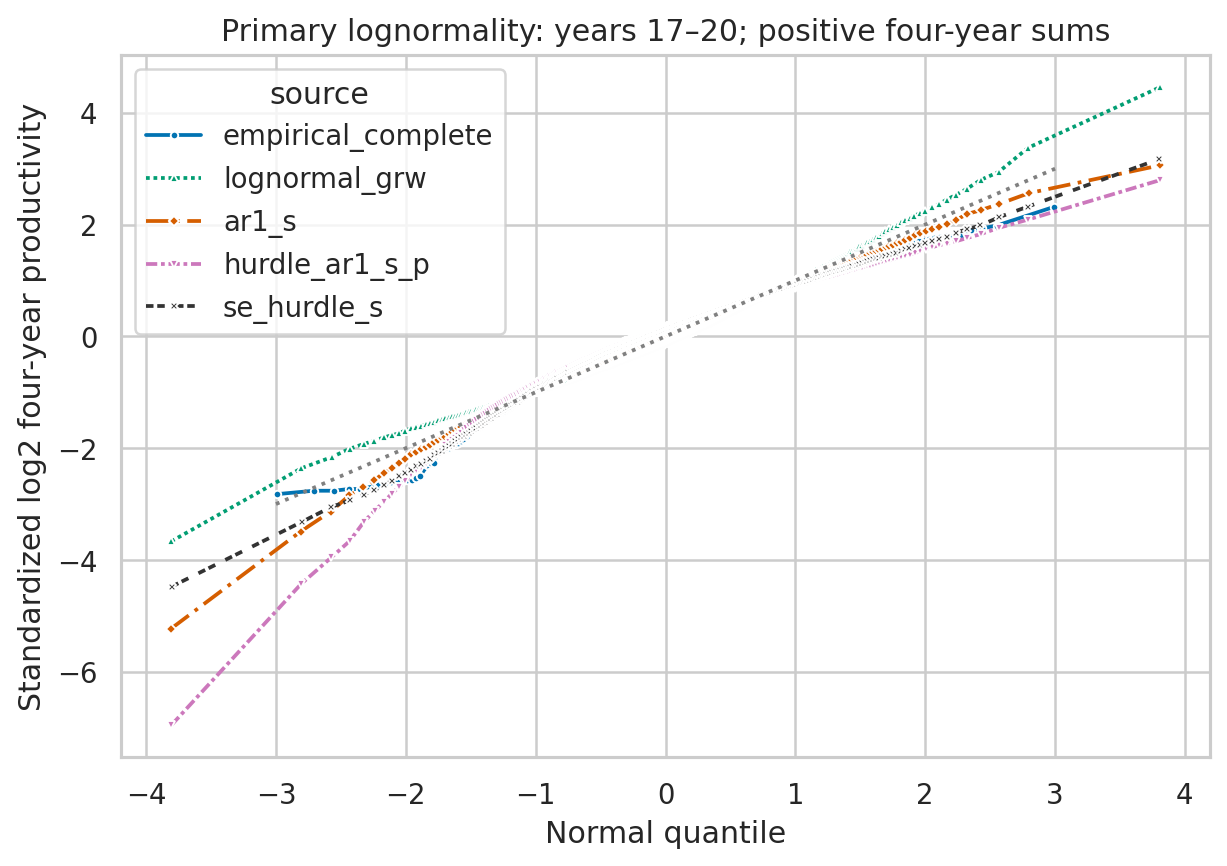 Primary lognormality: years 17–20; positive four-year sums
source
empirical_complete
lognormal_grw
ar1_s
hurdle_ar1_s_p
se_hurdle_s
Standardized log2 four-year productivity
4
2
0
−2
−4
−6
−4 −3 −2 −1 0 1 2 3 4
Normal quantile